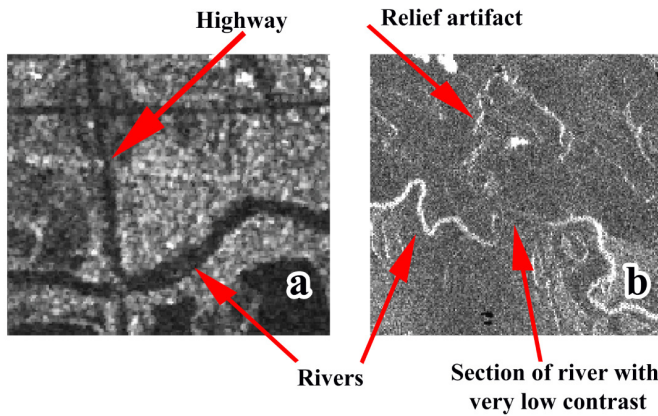 Highway
Relief artifact
a
b
Rivers
Section of river with
very low contrast